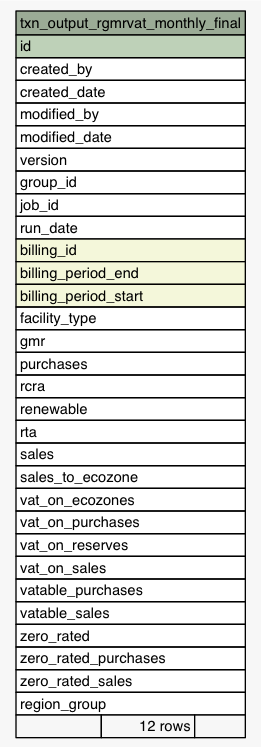 txn_output_rgmrvat_monthly_final
id
created_by
created_date
modified_by
modified_date
version
group_id
job_id
run_date
billing_id
billing_period_end
billing_period_start
facility_type
gmr
purchases
rcra
renewable
rta
sales
sales_to_ecozone
vat_on_ecozones
vat_on_purchases
vat_on_reserves
vat_on_sales
vatable_purchases
vatable_sales
zero_rated
zero_rated_purchases
zero_rated_sales
region_group
12 rows